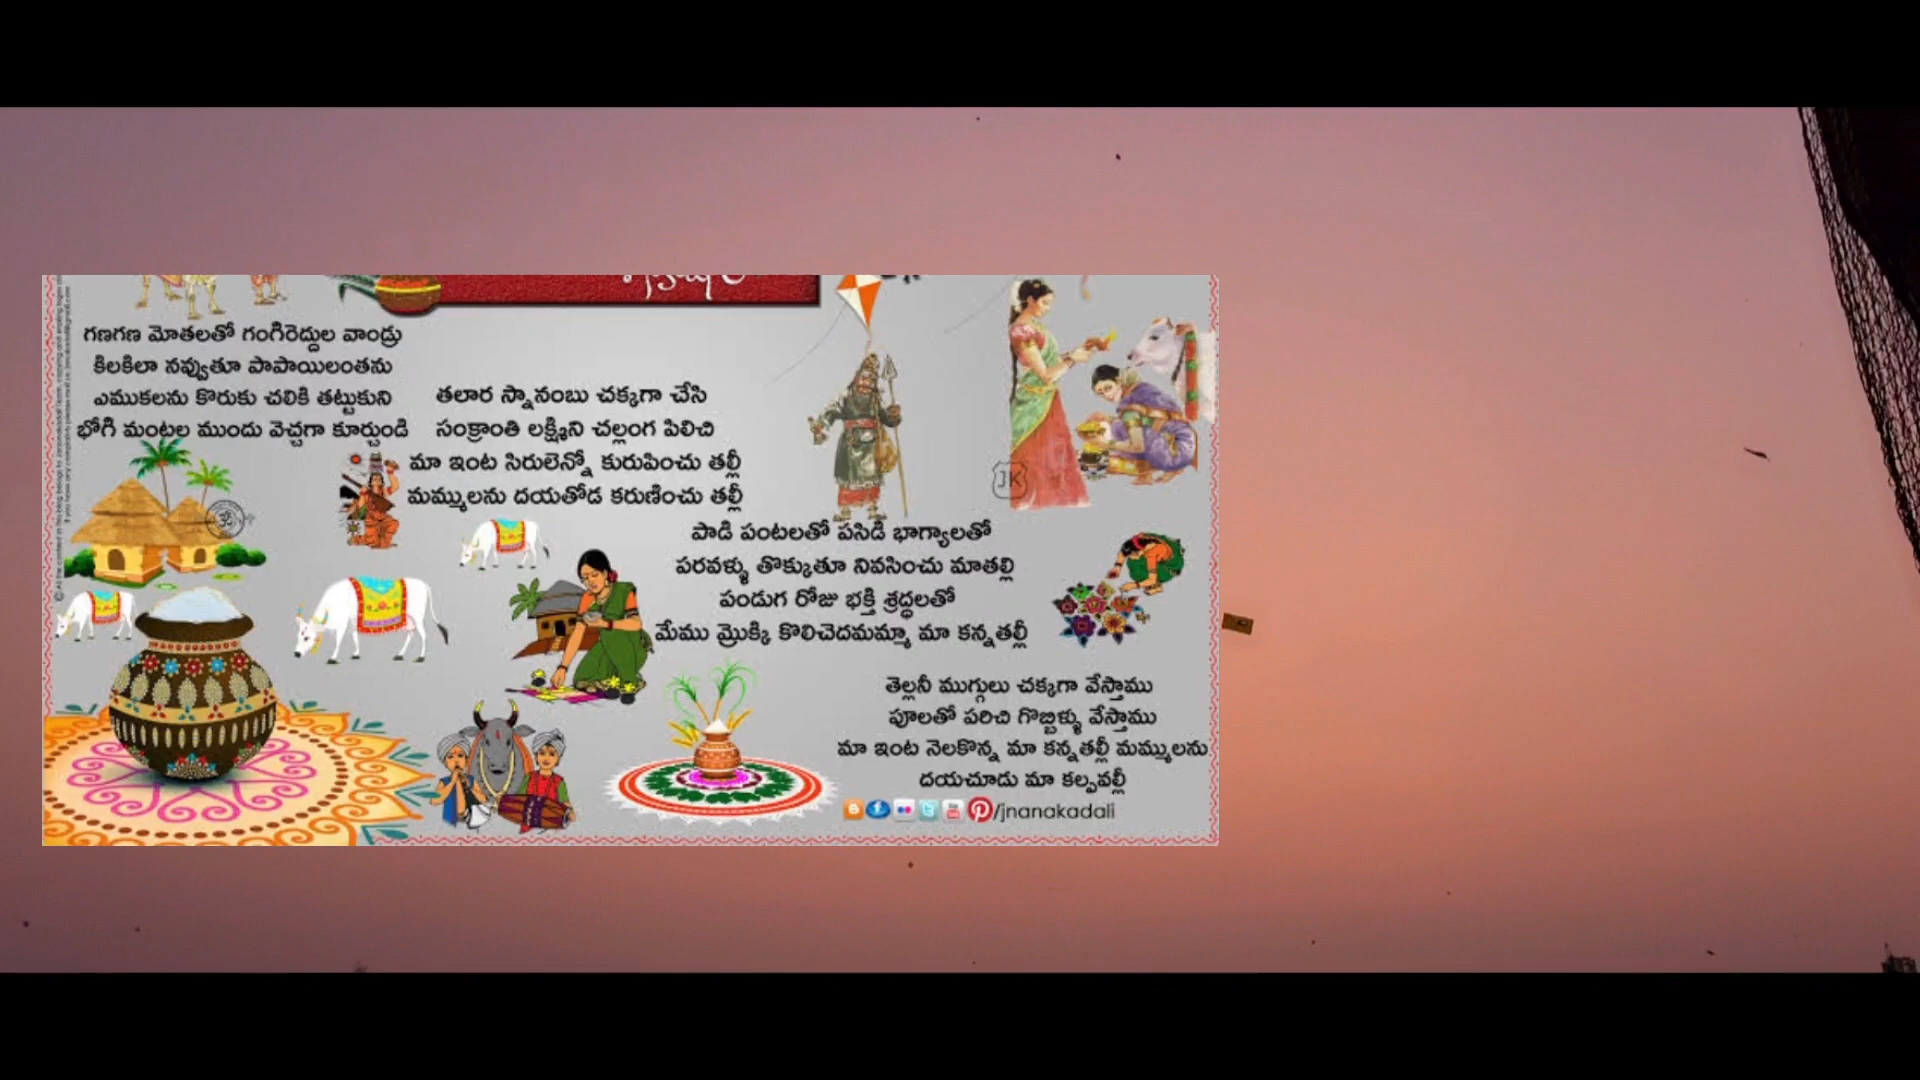 గణగణ మోతలతో గంగిరెద్దుల వాండ్రు
కిలకిలా నవ్వుతూ పాపాయిలంతను
ఎముకలను కొరుకు చలికి తట్టుకుని
భోగి మంటల ముందు వెచ్చగా కూర్చుండి
తలార స్నానంబు చక్కగా చేసి
సంక్రాంతి లక్ష్మిని చల్లంగ పిలిచి
మా ఇంట సిరులెన్నో కురుపించు తల్లీ
మమ్ములను దయతోడ కరుణించు తల్లీ
పాడి పంటలతో పసిడి భాగ్యాలతో
పరవళ్ళు తొక్కుతూ నివసించు మాతల్లి
పండుగ రోజు భక్తి శ్రద్ధలతో
మేము మ్రొక్కి కొలిచెదమమ్మా మా కన్నతల్లీ
తెల్లనీ ముగ్గులు చక్కగా వేస్తాము
పూలతో పరిచి గొబ్బిళ్ళు వేస్తాము
మా ఇంట నెలకొన్న మా కన్నతల్లీ మమ్ములను
దయచూడు మా కల్పవల్లీ
/jnanakadali
JK